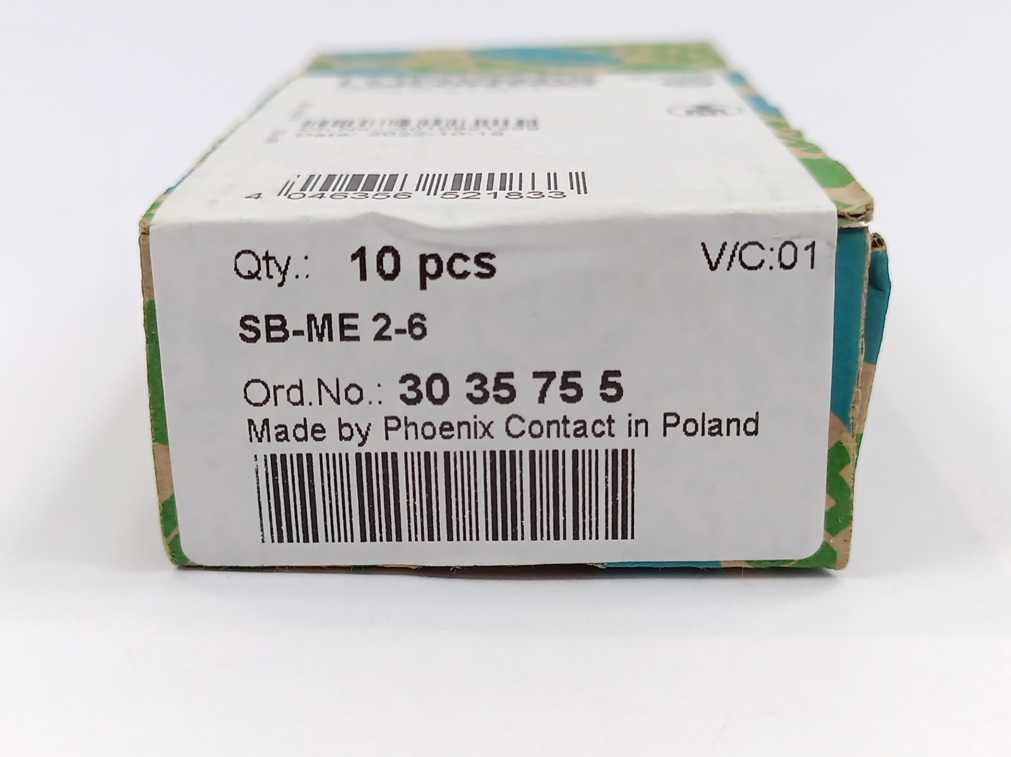 4 046356 521833
Qty.: 10 pcs V/C:01
SB-ME 2-6
Ord.No.: 30 35 75 5
Made by Phoenix Contact in Poland